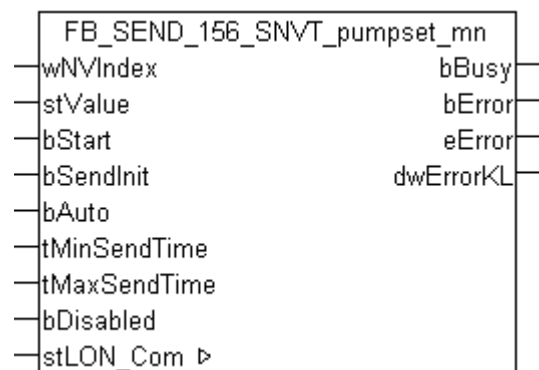 FB_SEND_156_SNVT_pumpset_mn
wNVIndex bBusy
stValue bError
bStart eError
bSendInit dwErrorKL
bAuto
tMinSendTime
tMaxSendTime
bDisabled
stLON_Com ▷